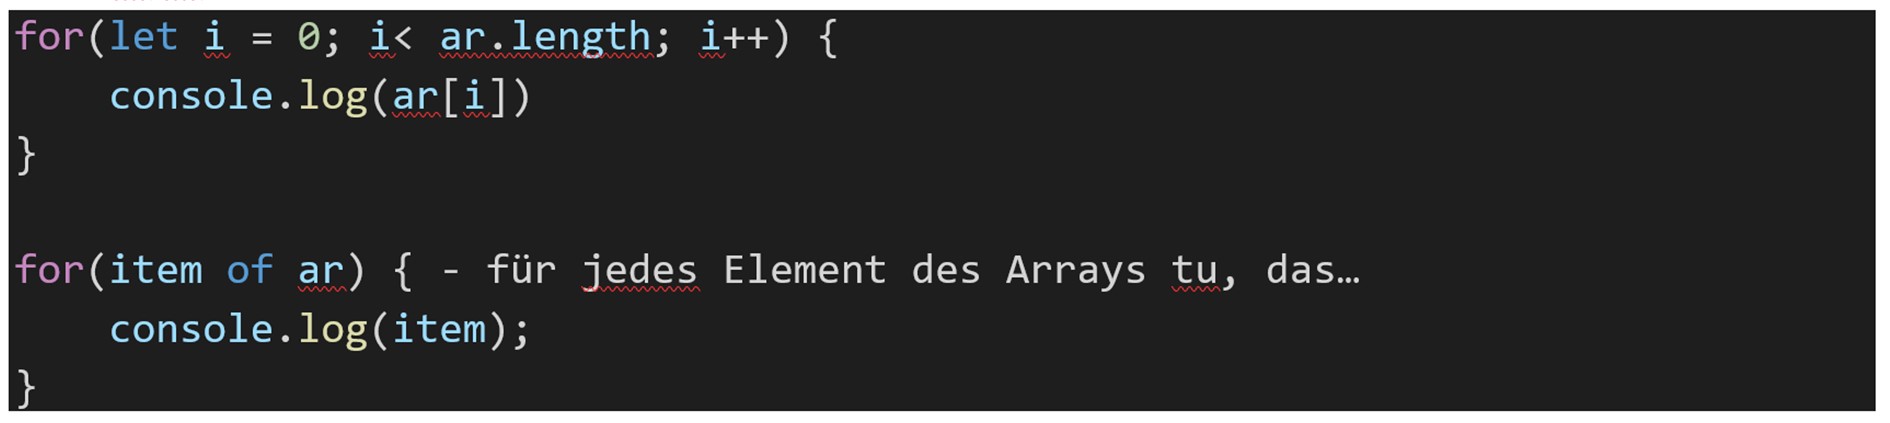 for(let i = 0; i< ar.length; i++) {
    console.log(ar[i])
}

for(item of ar) { - für jedes Element des Arrays tu, das…
    console.log(item);
}